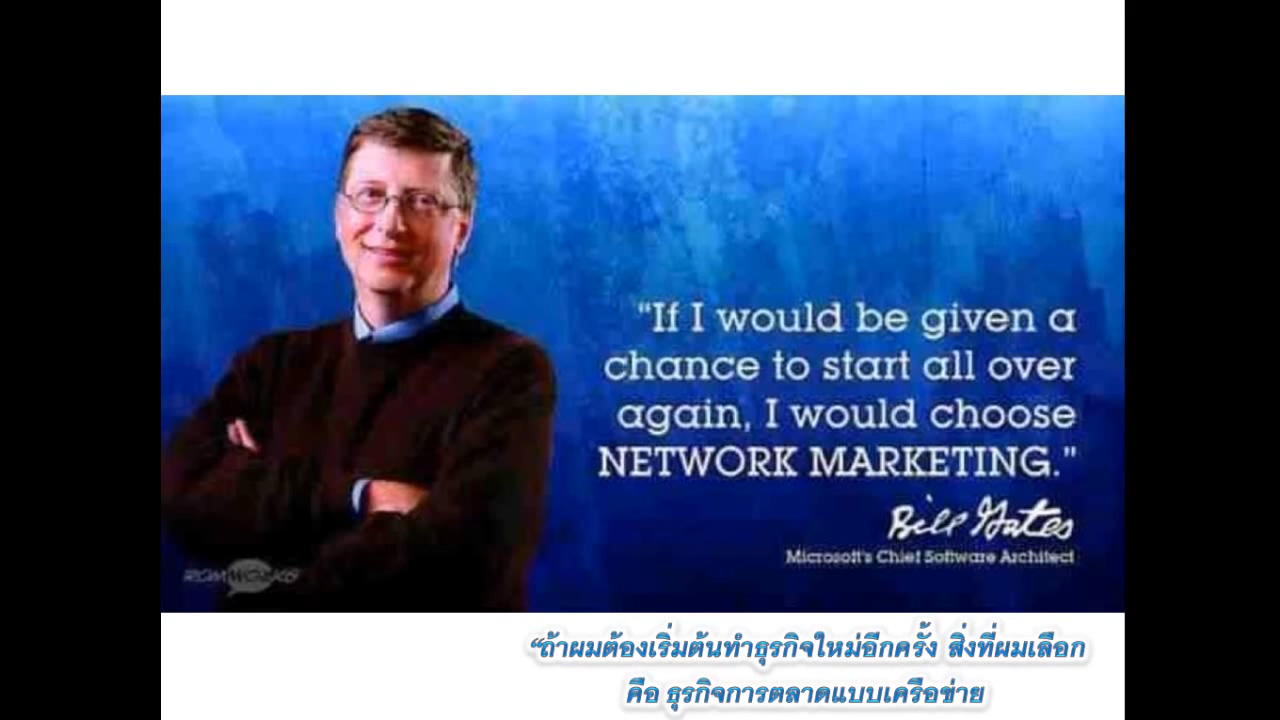 "If I would be given a
chance to start all over
again, I would choose
NETWORK MARKETING."
Bill Gates
Microsoft's Chief Software Architect
ROMWORKS
“ถ้าผมต้องเริ่มต้นทำธุรกิจใหม่อีกครั้ง สิ่งที่ผมเลือก
คือ ธุรกิจการตลาดแบบเครือข่าย